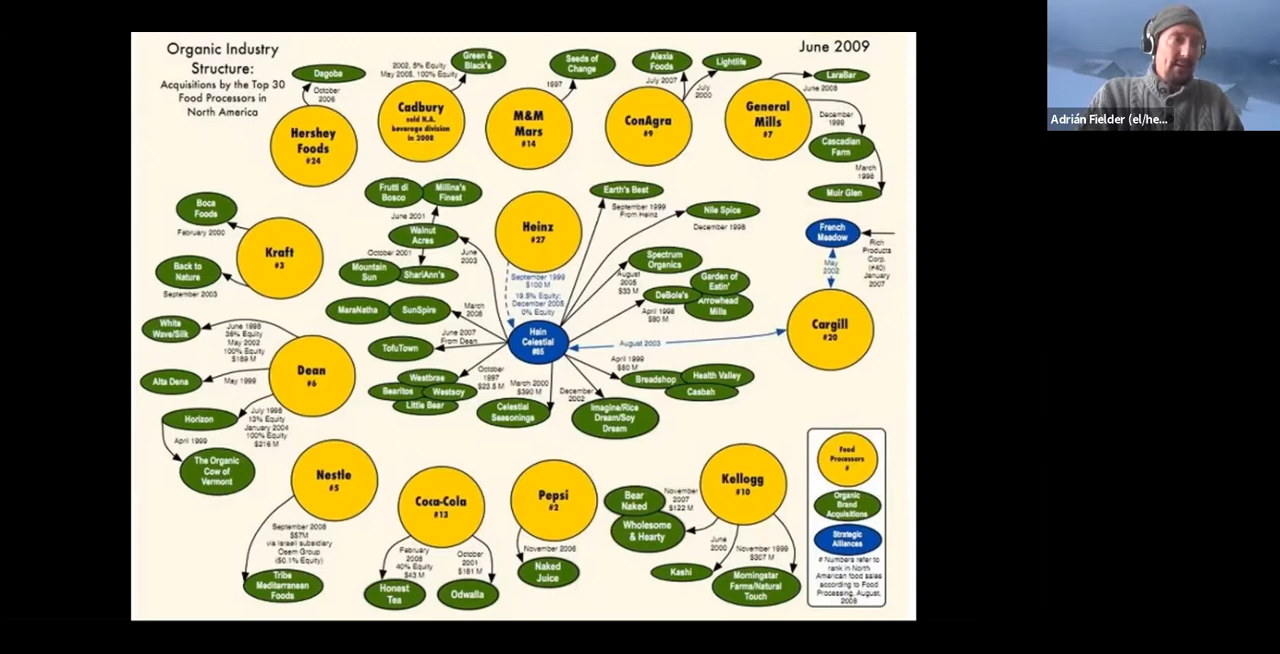 Organic Industry
Structure:
Acquisitions by the Top 30
Food Processors in
North America
June 2009
Dagoba
October
2006
Hershey
Foods
#24
2002, 5% Equity
May 2005, 100% Equity
Green &
Black's
Cadbury
sold N.A.
beverage division
in 2008
Seeds of
Change
1997
M&M
Mars
#14
Alexia
Foods
July 2007
Lightlife
July
2000
ConAgra
#9
General
Mills
#7
LaraBar
June 2008
December
1999
Cascadian
Farm
March
1998
Muir Glen
Adrián Fielder (el/he...
Boca
Foods
February 2000
Kraft
#3
Back to
Nature
September 2003
Frutti di
Bosco
Millina's
Finest
June 2001
Walnut
Acres
October 2001
June
2003
Mountain
Sun
ShariAnn's
Heinz
#27
September 1999
$100 M
19.5% Equity;
December 2005
0% Equity
Earth's Best
September 1999
From Heinz
Nile Spice
December 1998
Spectrum
Organics
August
2005
$33 M
Garden of
Eatin'
DeBole's
Arrowhead
Mills
April 1998
$80 M
French
Meadow
Rich
Products
Corp.
(#40)
January
2007
May
2002
Cargill
#20
MaraNatha
SunSpire
March
2008
TofuTown
June 2007
From Dean
Hain
Celestial
#85
August 2003
White
Wave/Silk
June 1998
36% Equity
May 2002
100% Equity
$189 M
Alta Dena
May 1999
Dean
#6
Horizon
July 1998
13% Equity
January 2004
100% Equity
$216 M
April 1999
The Organic
Cow of
Vermont
Westbrae
Bearitos
Westsoy
Little Bear
October
1997
$23.5 M
March 2000
$390 M
Celestial
Seasonings
December
2002
Imagine/Rice
Dream/Soy
Dream
April 1999
$80 M
Breadshop
Health Valley
Casbah
Nestle
#5
September 2008
$57M
via Israeli subsidiary
Osem Group
Tribe
Mediterranean
Foods
Coca-Cola
#13
February
2008
40% Equity
$43 M
Honest
Tea
October
2001
$181 M
Odwalla
Pepsi
#2
November 2006
Naked
Juice
Kellogg
#10
Bear
Naked
November
2007
$122 M
Wholesome
& Hearty
June
2000
Kashi
November 1999
$307 M
Morningstar
Farms/Natural
Touch
Food
Processors
#
Organic
Brand
Acquisitions
Strategic
Alliances
# Numbers refer to
rank in North
American food sales
according to Food
Processing, August,
2008